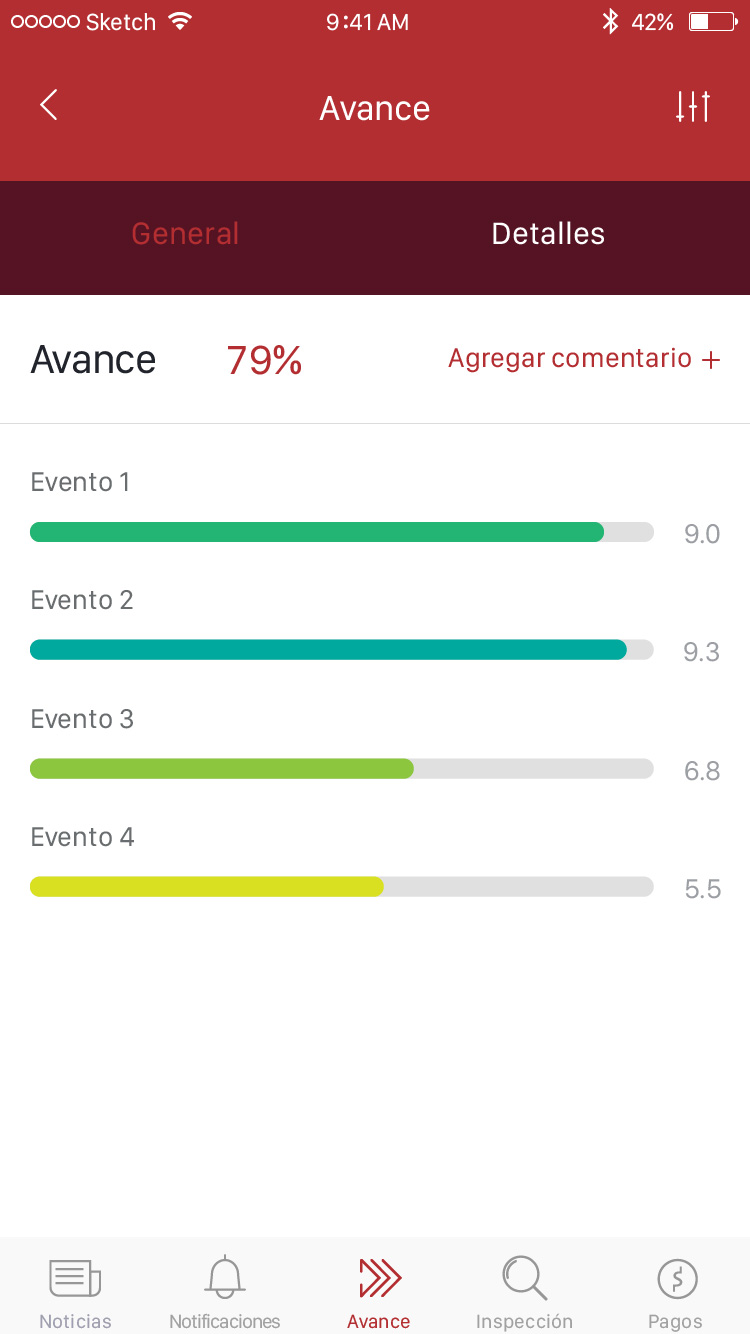 Sketch 9:41 AM 42%
Avance
General Detalles
Avance 79% Agregar comentario +
Evento 1
9.0
Evento 2
9.3
Evento 3
6.8
Evento 4
5.5
Noticias Notificaciones Avance Inspección Pagos